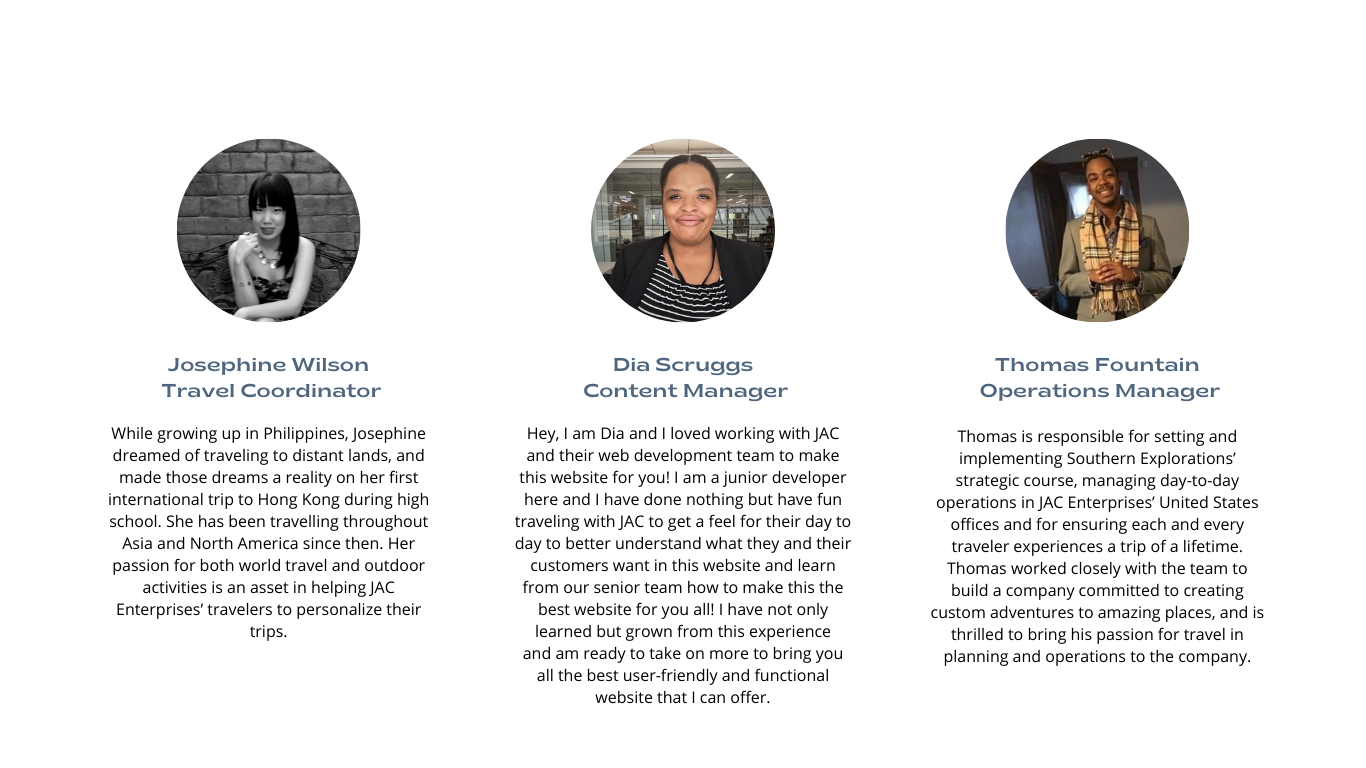 Josephine Wilson
Travel Coordinator
While growing up in Philippines, Josephine
dreamed of traveling to distant lands, and
made those dreams a reality on her first
international trip to Hong Kong during high
school. She has been travelling throughout
Asia and North America since then. Her
passion for both world travel and outdoor
activities is an asset in helping JAC
Enterprises’ travelers to personalize their
trips.
Dia Scruggs
Content Manager
Hey, I am Dia and I loved working with JAC
and their web development team to make
this website for you! I am a junior developer
here and I have done nothing but have fun
traveling with JAC to get a feel for their day to
day to better understand what they and their
customers want in this website and learn
from our senior team how to make this the
best website for you all! I have not only
learned but grown from this experience
and am ready to take on more to bring you
all the best user-friendly and functional
website that I can offer.
Thomas Fountain
Operations Manager
Thomas is responsible for setting and
implementing Southern Explorations’
strategic course, managing day-to-day
operations in JAC Enterprises’ United States
offices and for ensuring each and every
traveler experiences a trip of a lifetime.
Thomas worked closely with the team to
build a company committed to creating
custom adventures to amazing places, and is
thrilled to bring his passion for travel in
planning and operations to the company.